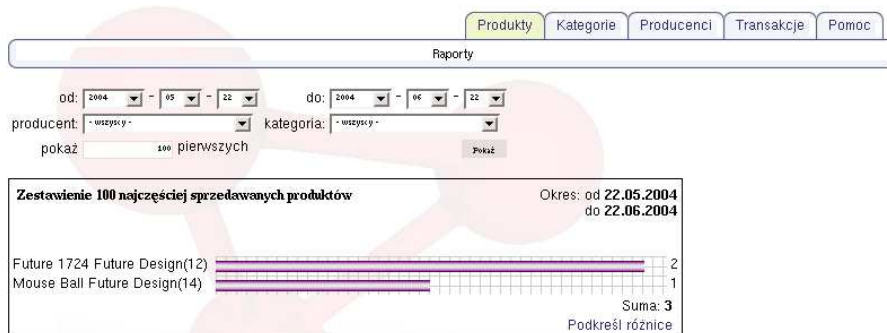 Produkty Kategorie Producenci Transakcje Pomoc
Raporty
od: 2004 - 05 - 22 do: 2004 - 06 - 22
producent: - wszyscy - kategoria: - wszyscy -
pokaż 100 pierwszych Pokaż
Zestawienie 100 najczęściej sprzedawanych produktów Okres: od 22.05.2004
do 22.06.2004
Future 1724 Future Design(12) 2
Mouse Ball Future Design(14) 1
Suma: 3
Podkreśl różnice